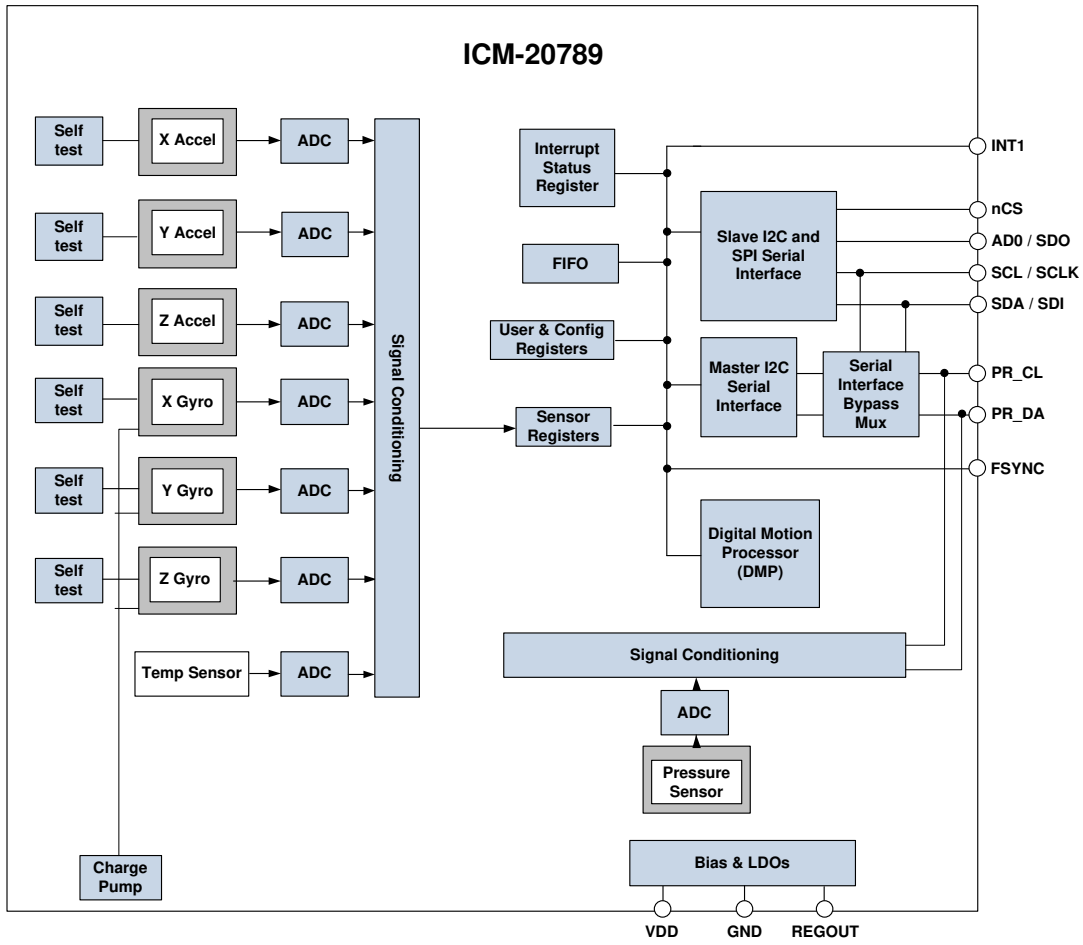 ICM-20789
Self
test
X Accel
ADC
Self
test
Y Accel
ADC
Self
test
Z Accel
ADC
Self
test
X Gyro
ADC
Self
test
Y Gyro
ADC
Self
test
Z Gyro
ADC
Temp Sensor
ADC
Charge
Pump
Signal Conditioning
Interrupt
Status
Register
FIFO
User & Config
Registers
Sensor
Registers
Slave I2C and
SPI Serial
Interface
Master I2C
Serial
Interface
Serial
Interface
Bypass
Mux
Digital Motion
Processor
(DMP)
Signal Conditioning
ADC
Pressure
Sensor
Bias & LDOs
INT1
nCS
AD0 / SDO
SCL / SCLK
SDA / SDI
PR_CL
PR_DA
FSYNC
VDD
GND
REGOUT